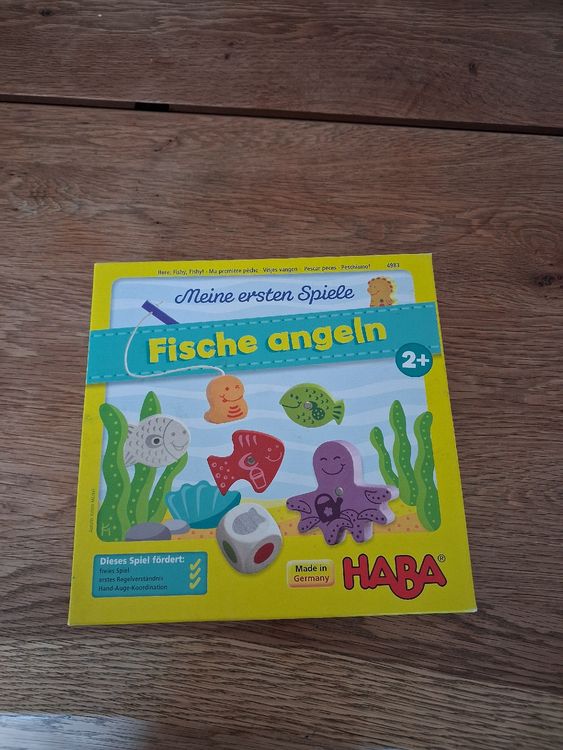 Here, Fishy, Fishy! · Ma première pêche · Visjes vangen · Pescar peces · Peschiamo! 4983
Meine ersten Spiele
Fische angeln
2+
Dieses Spiel fördert:
freies Spiel
erstes Regelverständnis
Hand-Auge-Koordination
Made in
Germany
HABA®